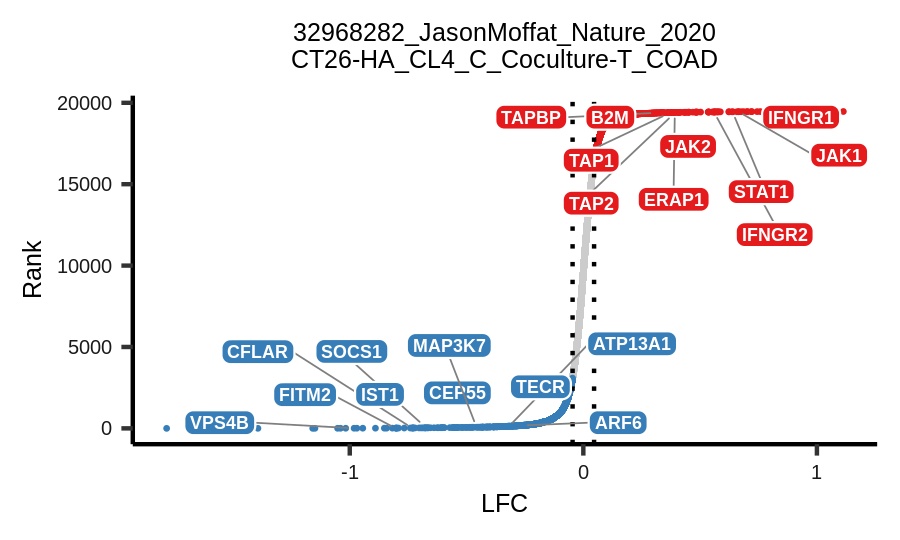 32968282_JasonMoffat_Nature_2020
CT26-HA_CL4_C_Coculture-T_COAD
20000
15000
10000
5000
0
Rank
TAPBP
B2M
IFNGR1
JAK2
JAK1
TAP1
STAT1
ERAP1
TAP2
IFNGR2
ATP13A1
MAP3K7
CFLAR
SOCS1
TECR
CEP55
FITM2
IST1
VPS4B
ARF6
-1
0
1
LFC